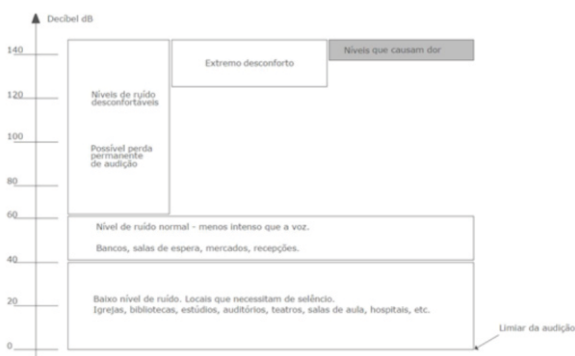 Decíbel dB
140
120
100
80
60
40
20
0
Níveis de ruído
desconfortáveis
Possível perda
permanente
de audição
Extremo desconforto
Níveis que causam dor
Nível de ruído normal - menos intenso que a voz.
Bancos, salas de espera, mercados, recepções.
Baixo nível de ruído. Locais que necessitam de selêncio.
Igrejas, bibliotecas, estúdios, auditórios, teatros, salas de aula, hospitais, etc.
Limiar da audição